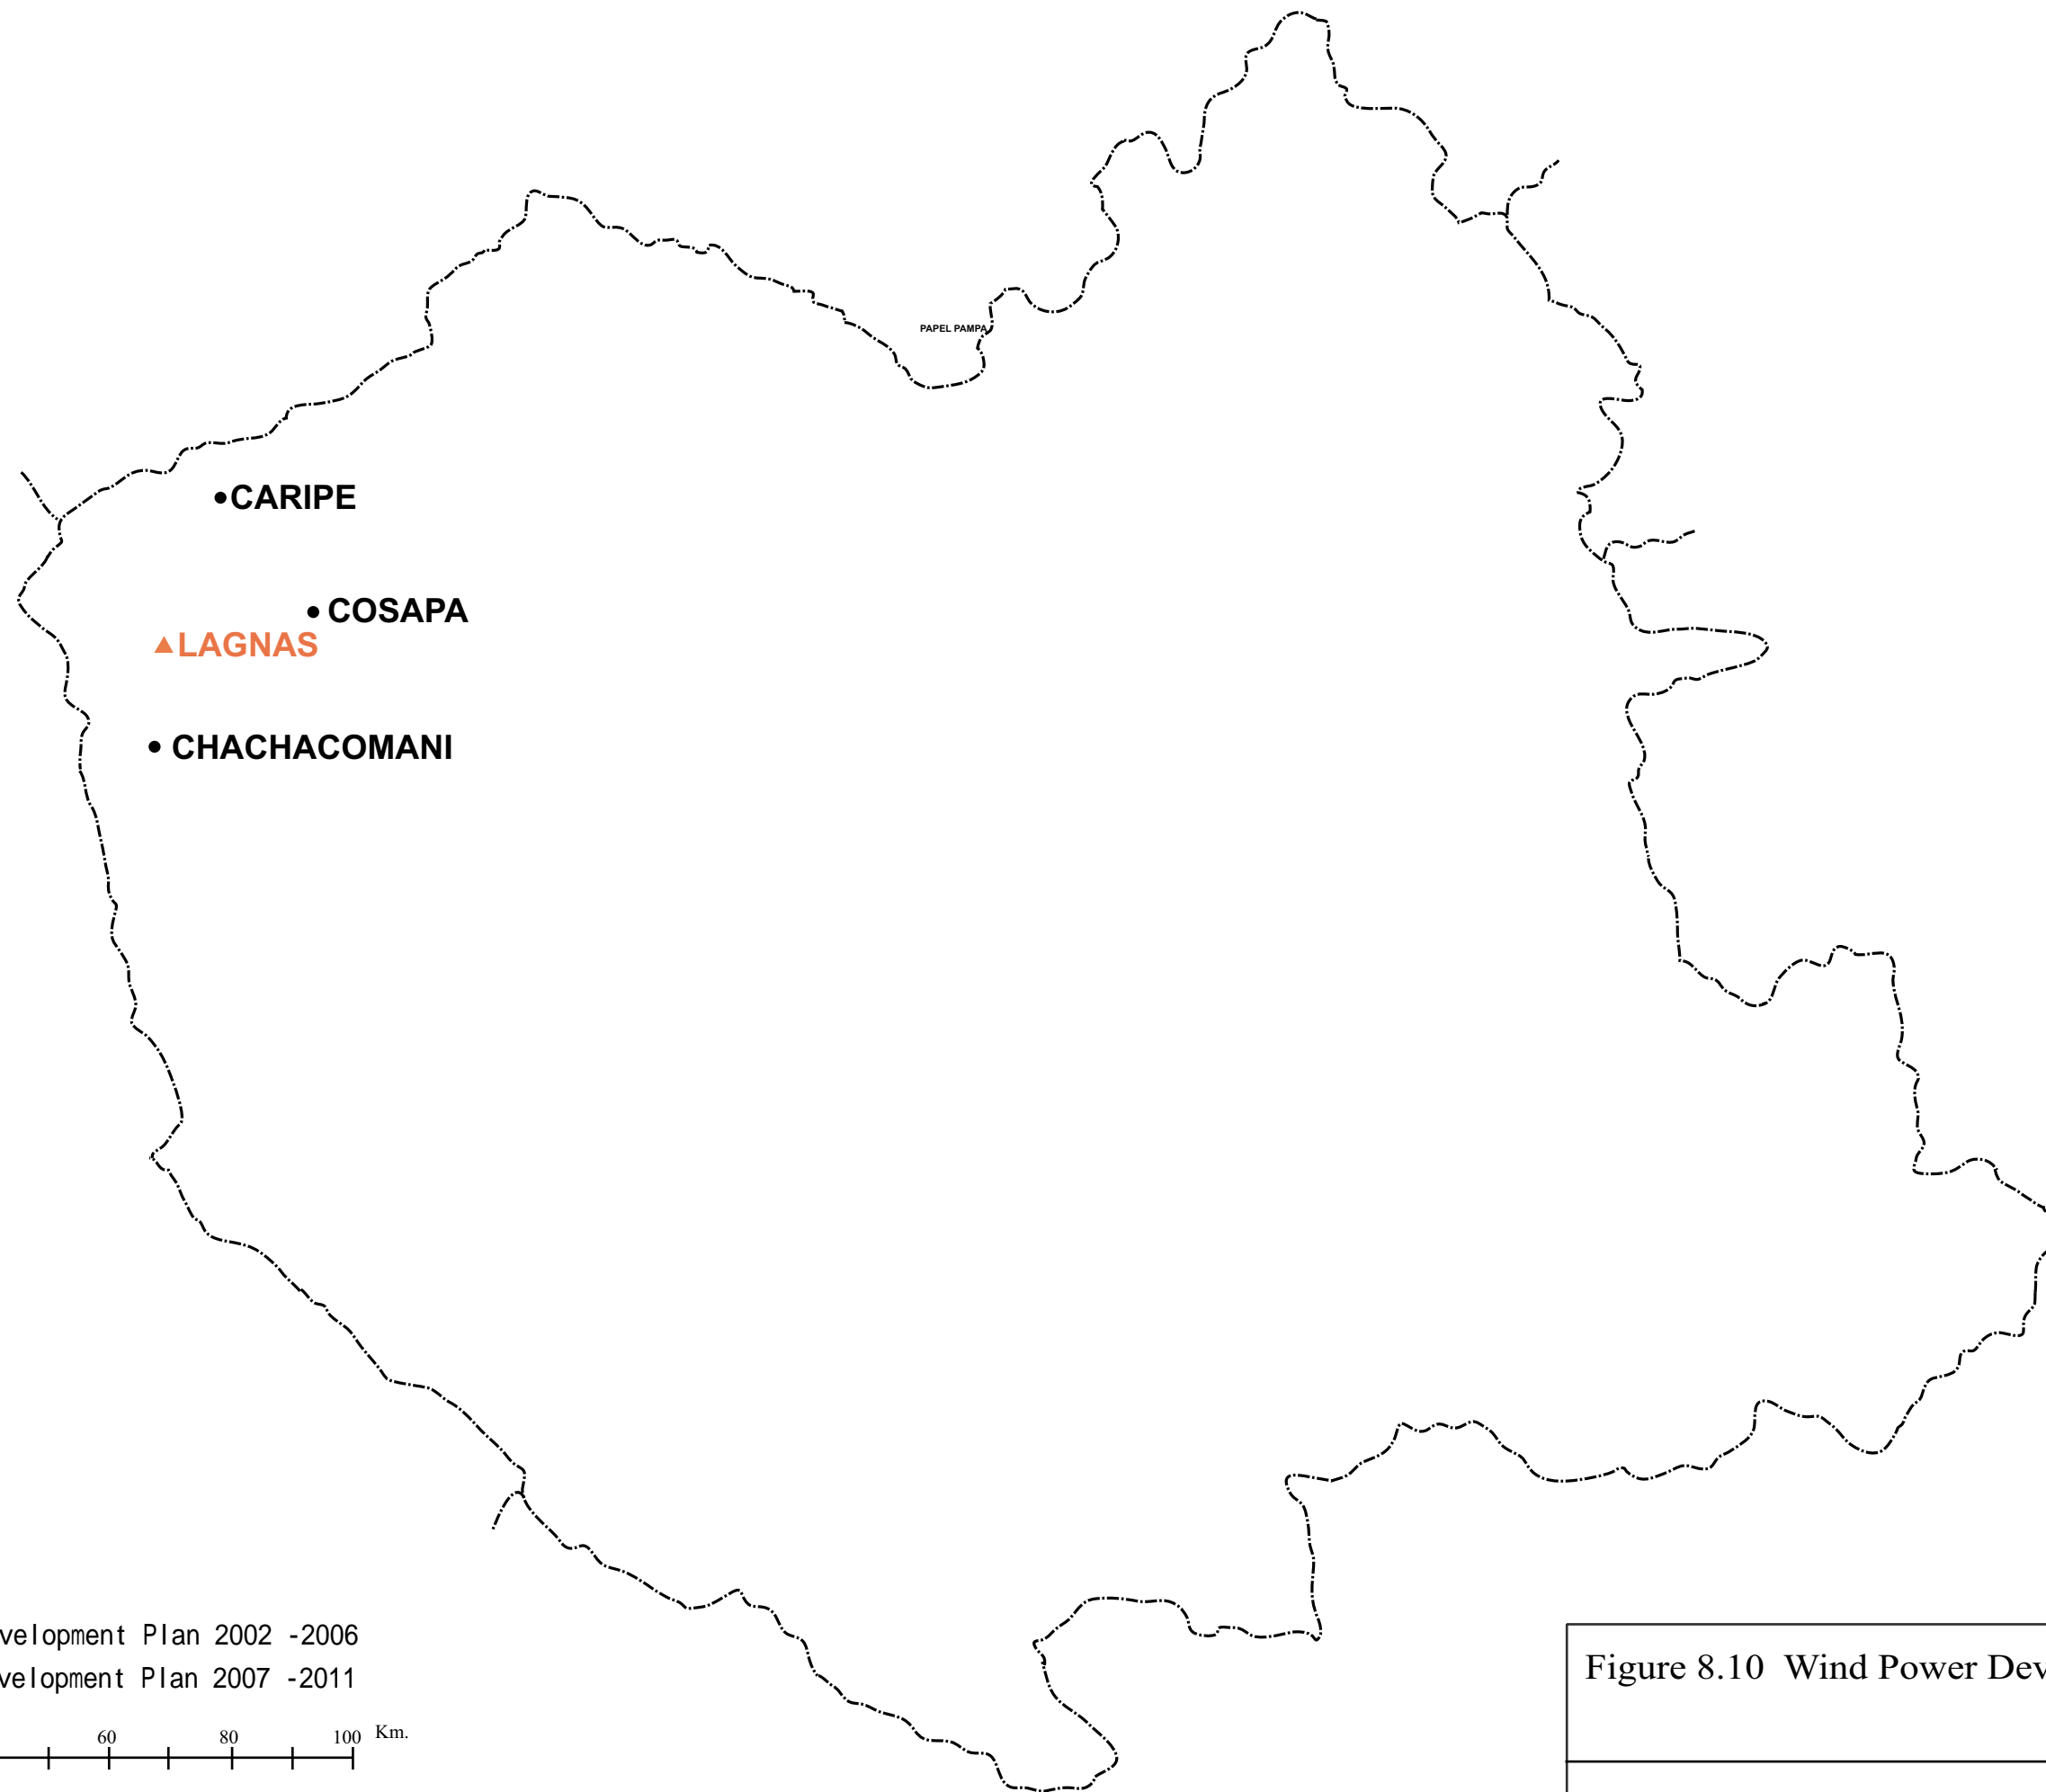 PAPEL PAMPA
CARIPE
COSAPA
LAGNAS
CHACHACOMANI
velopment Plan 2002 -2006
velopment Plan 2007 -2011
60 80 100 Km.
Figure 8.10 Wind Power Dev